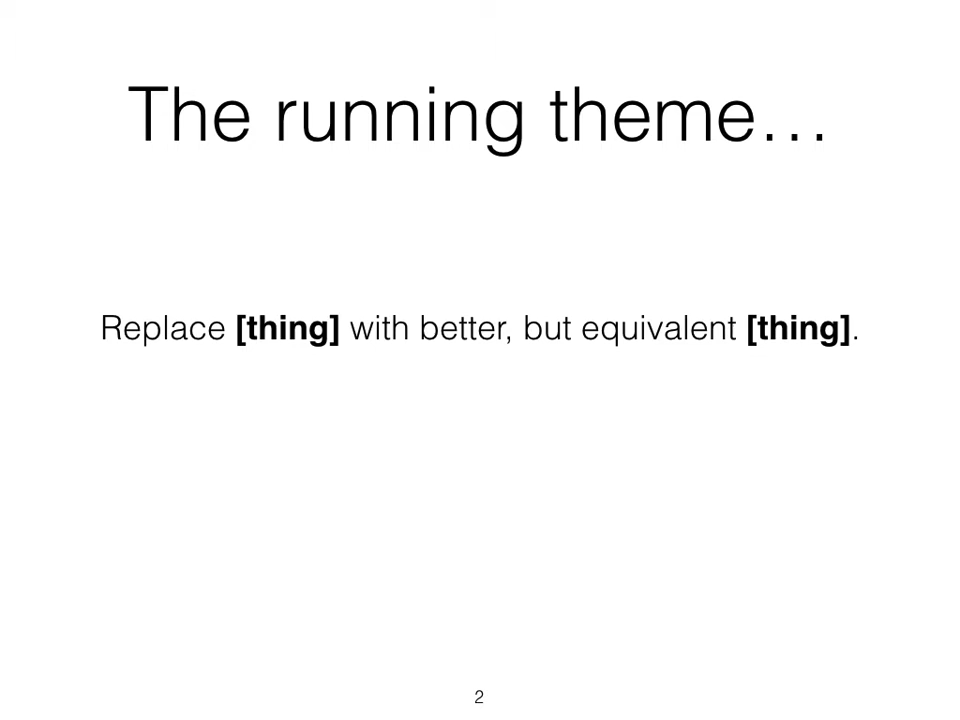 The running theme…
Replace [thing] with better, but equivalent [thing].
2